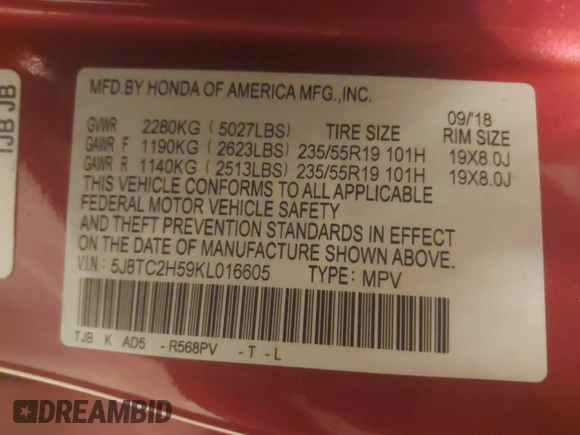 TJB JB
MFD.BY HONDA OF AMERICA MFG.,INC.
09/'18
GVWR 2280KG ( 5027LBS) TIRE SIZE RIM SIZE
GAWR F 1190KG ( 2623LBS) 235/55R19 101H 19X8.0J
GAWR R 1140KG ( 2513LBS) 235/55R19 101H 19X8.0J
THIS VEHICLE CONFORMS TO ALL APPLICABLE
FEDERAL MOTOR VEHICLE SAFETY
AND THEFT PREVENTION STANDARDS IN EFFECT
ON THE DATE OF MANUFACTURE SHOWN ABOVE.
V.I.N.: 5J8TC2H59KL016605 TYPE: MPV
TJB K AD5 -R568PV -T-L
DREAMBID